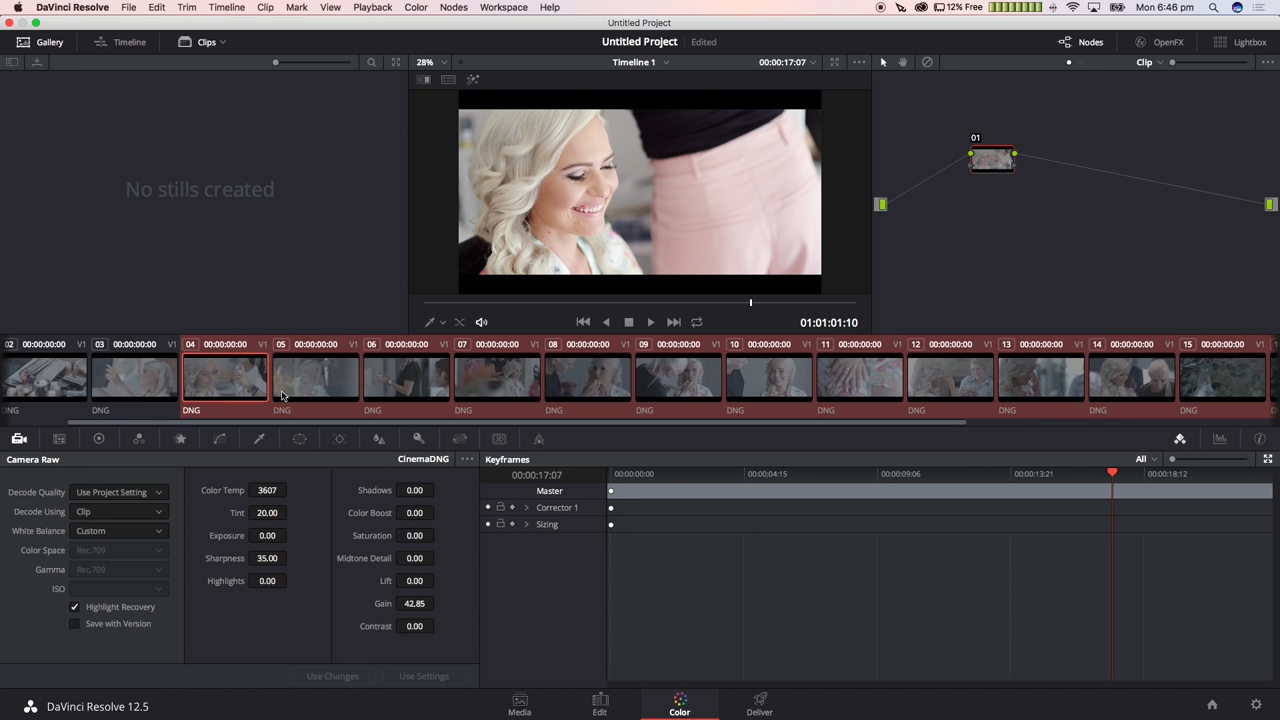 DaVinci Resolve File Edit Trim Timeline Clip Mark View Playback Color Nodes Workspace Help 12% Free Mon 6:46 pm
Untitled Project
Gallery Timeline Clips Untitled Project Edited Nodes OpenFX Lightbox
28% Timeline 1 00:00:17:07 Clip
01
No stills created
01:01:01:10
02 00:00:00:00 V1 03 00:00:00:00 V1 04 00:00:00:00 V1 05 00:00:00:00 V1 06 00:00:00:00 V1 07 00:00:00:00 V1 08 00:00:00:00 V1 09 00:00:00:00 V1 10 00:00:00:00 V1 11 00:00:00:00 V1 12 00:00:00:00 V1 13 00:00:00:00 V1 14 00:00:00:00 V1 15 00:00:00:00 V1
DNG DNG DNG DNG DNG DNG DNG DNG DNG DNG DNG DNG DNG DNG
Camera Raw CinemaDNG Keyframes All
00:00:17:07 00:00:00:00 00:00:04:15 00:00:09:06 00:00:13:21 00:00:18:12
Decode Quality Use Project Setting Color Temp 3607 Shadows 0.00 Master
Decode Using Clip Tint 20.00 Color Boost 0.00 Corrector 1
White Balance Custom Exposure 0.00 Saturation 0.00 Sizing
Color Space Rec.709 Sharpness 35.00 Midtone Detail 0.00
Gamma Rec.709 Highlights 0.00 Lift 0.00
ISO Gain 42.85
Highlight Recovery
Save with Version Contrast 0.00
Use Changes Use Settings
DaVinci Resolve 12.5 Media Edit Color Deliver